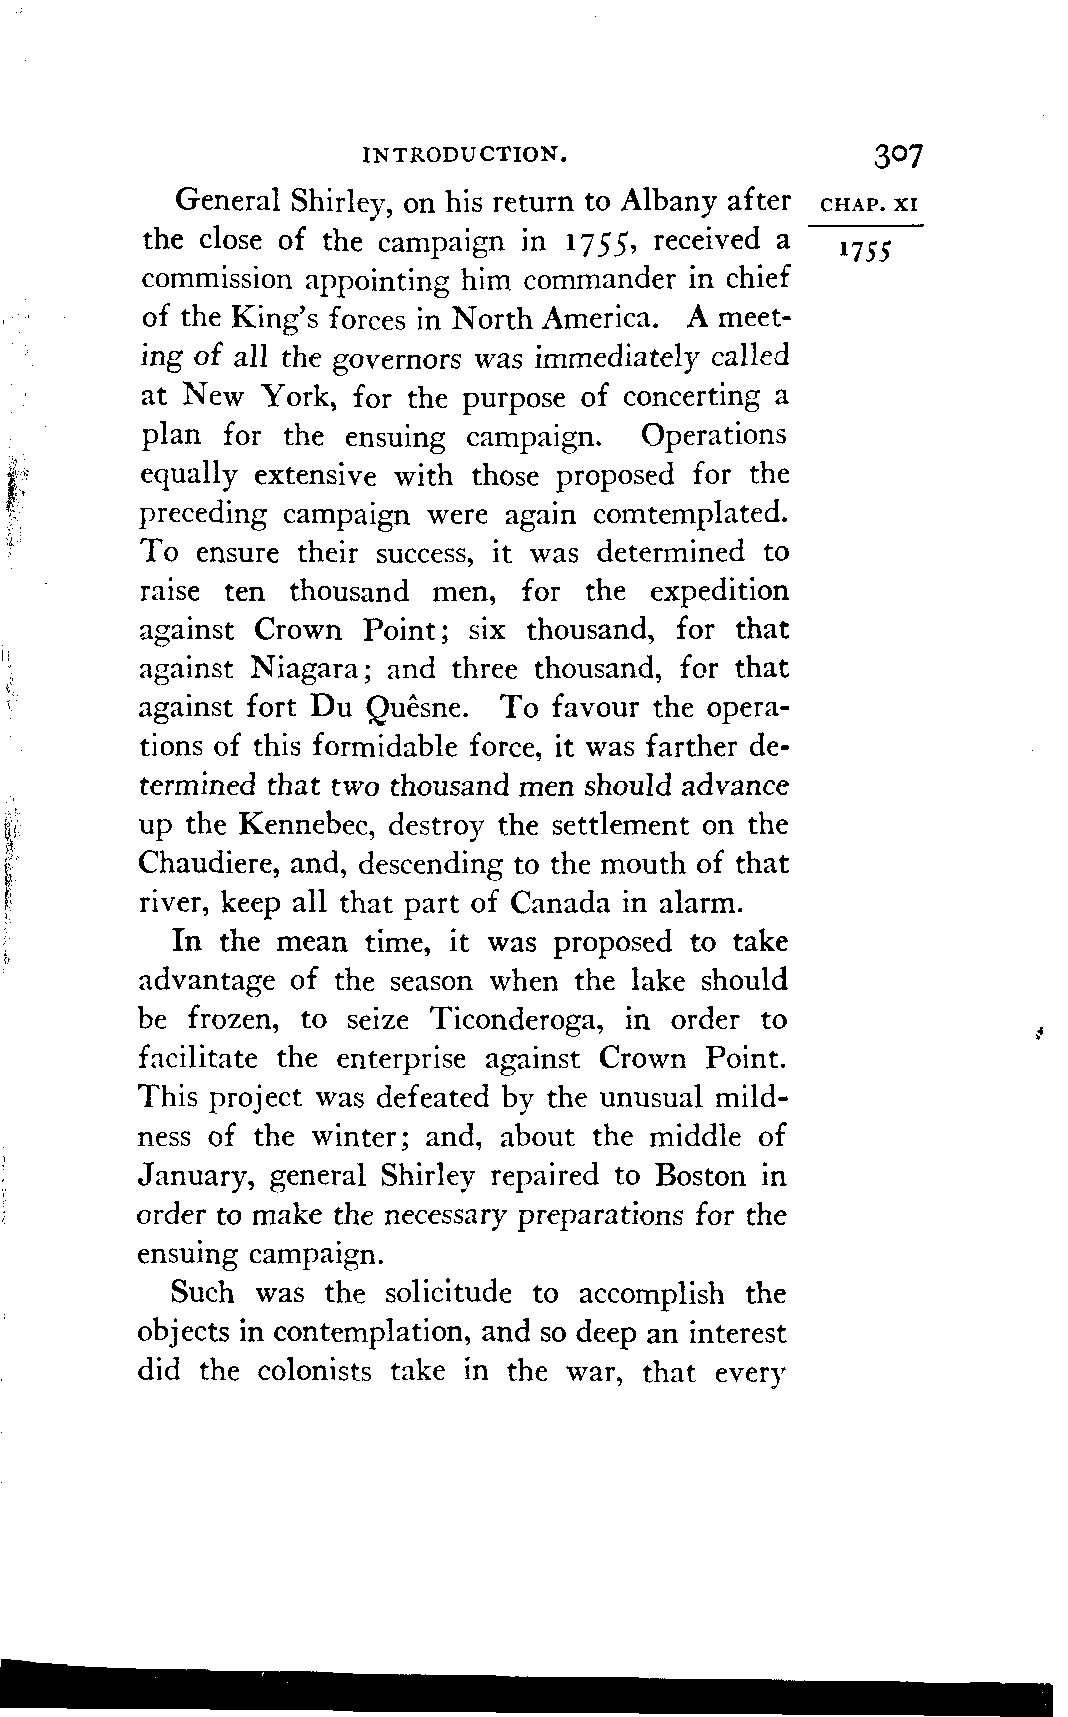 INTRODUCTION. 307
General Shirley, on his return to Albany after CHAP. XI
the close of the campaign in 1755, received a 1755
commission appointing him commander in chief
of the King's forces in North America. A meet-
ing of all the governors was immediately called
at New York, for the purpose of concerting a
plan for the ensuing campaign. Operations
equally extensive with those proposed for the
preceding campaign were again comtemplated.
To ensure their success, it was determined to
raise ten thousand men, for the expedition
against Crown Point; six thousand, for that
against Niagara; and three thousand, for that
against fort Du Quêsne. To favour the opera-
tions of this formidable force, it was farther de-
termined that two thousand men should advance
up the Kennebec, destroy the settlement on the
Chaudiere, and, descending to the mouth of that
river, keep all that part of Canada in alarm.
In the mean time, it was proposed to take
advantage of the season when the lake should
be frozen, to seize Ticonderoga, in order to
facilitate the enterprise against Crown Point.
This project was defeated by the unusual mild-
ness of the winter; and, about the middle of
January, general Shirley repaired to Boston in
order to make the necessary preparations for the
ensuing campaign.
Such was the solicitude to accomplish the
objects in contemplation, and so deep an interest
did the colonists take in the war, that every